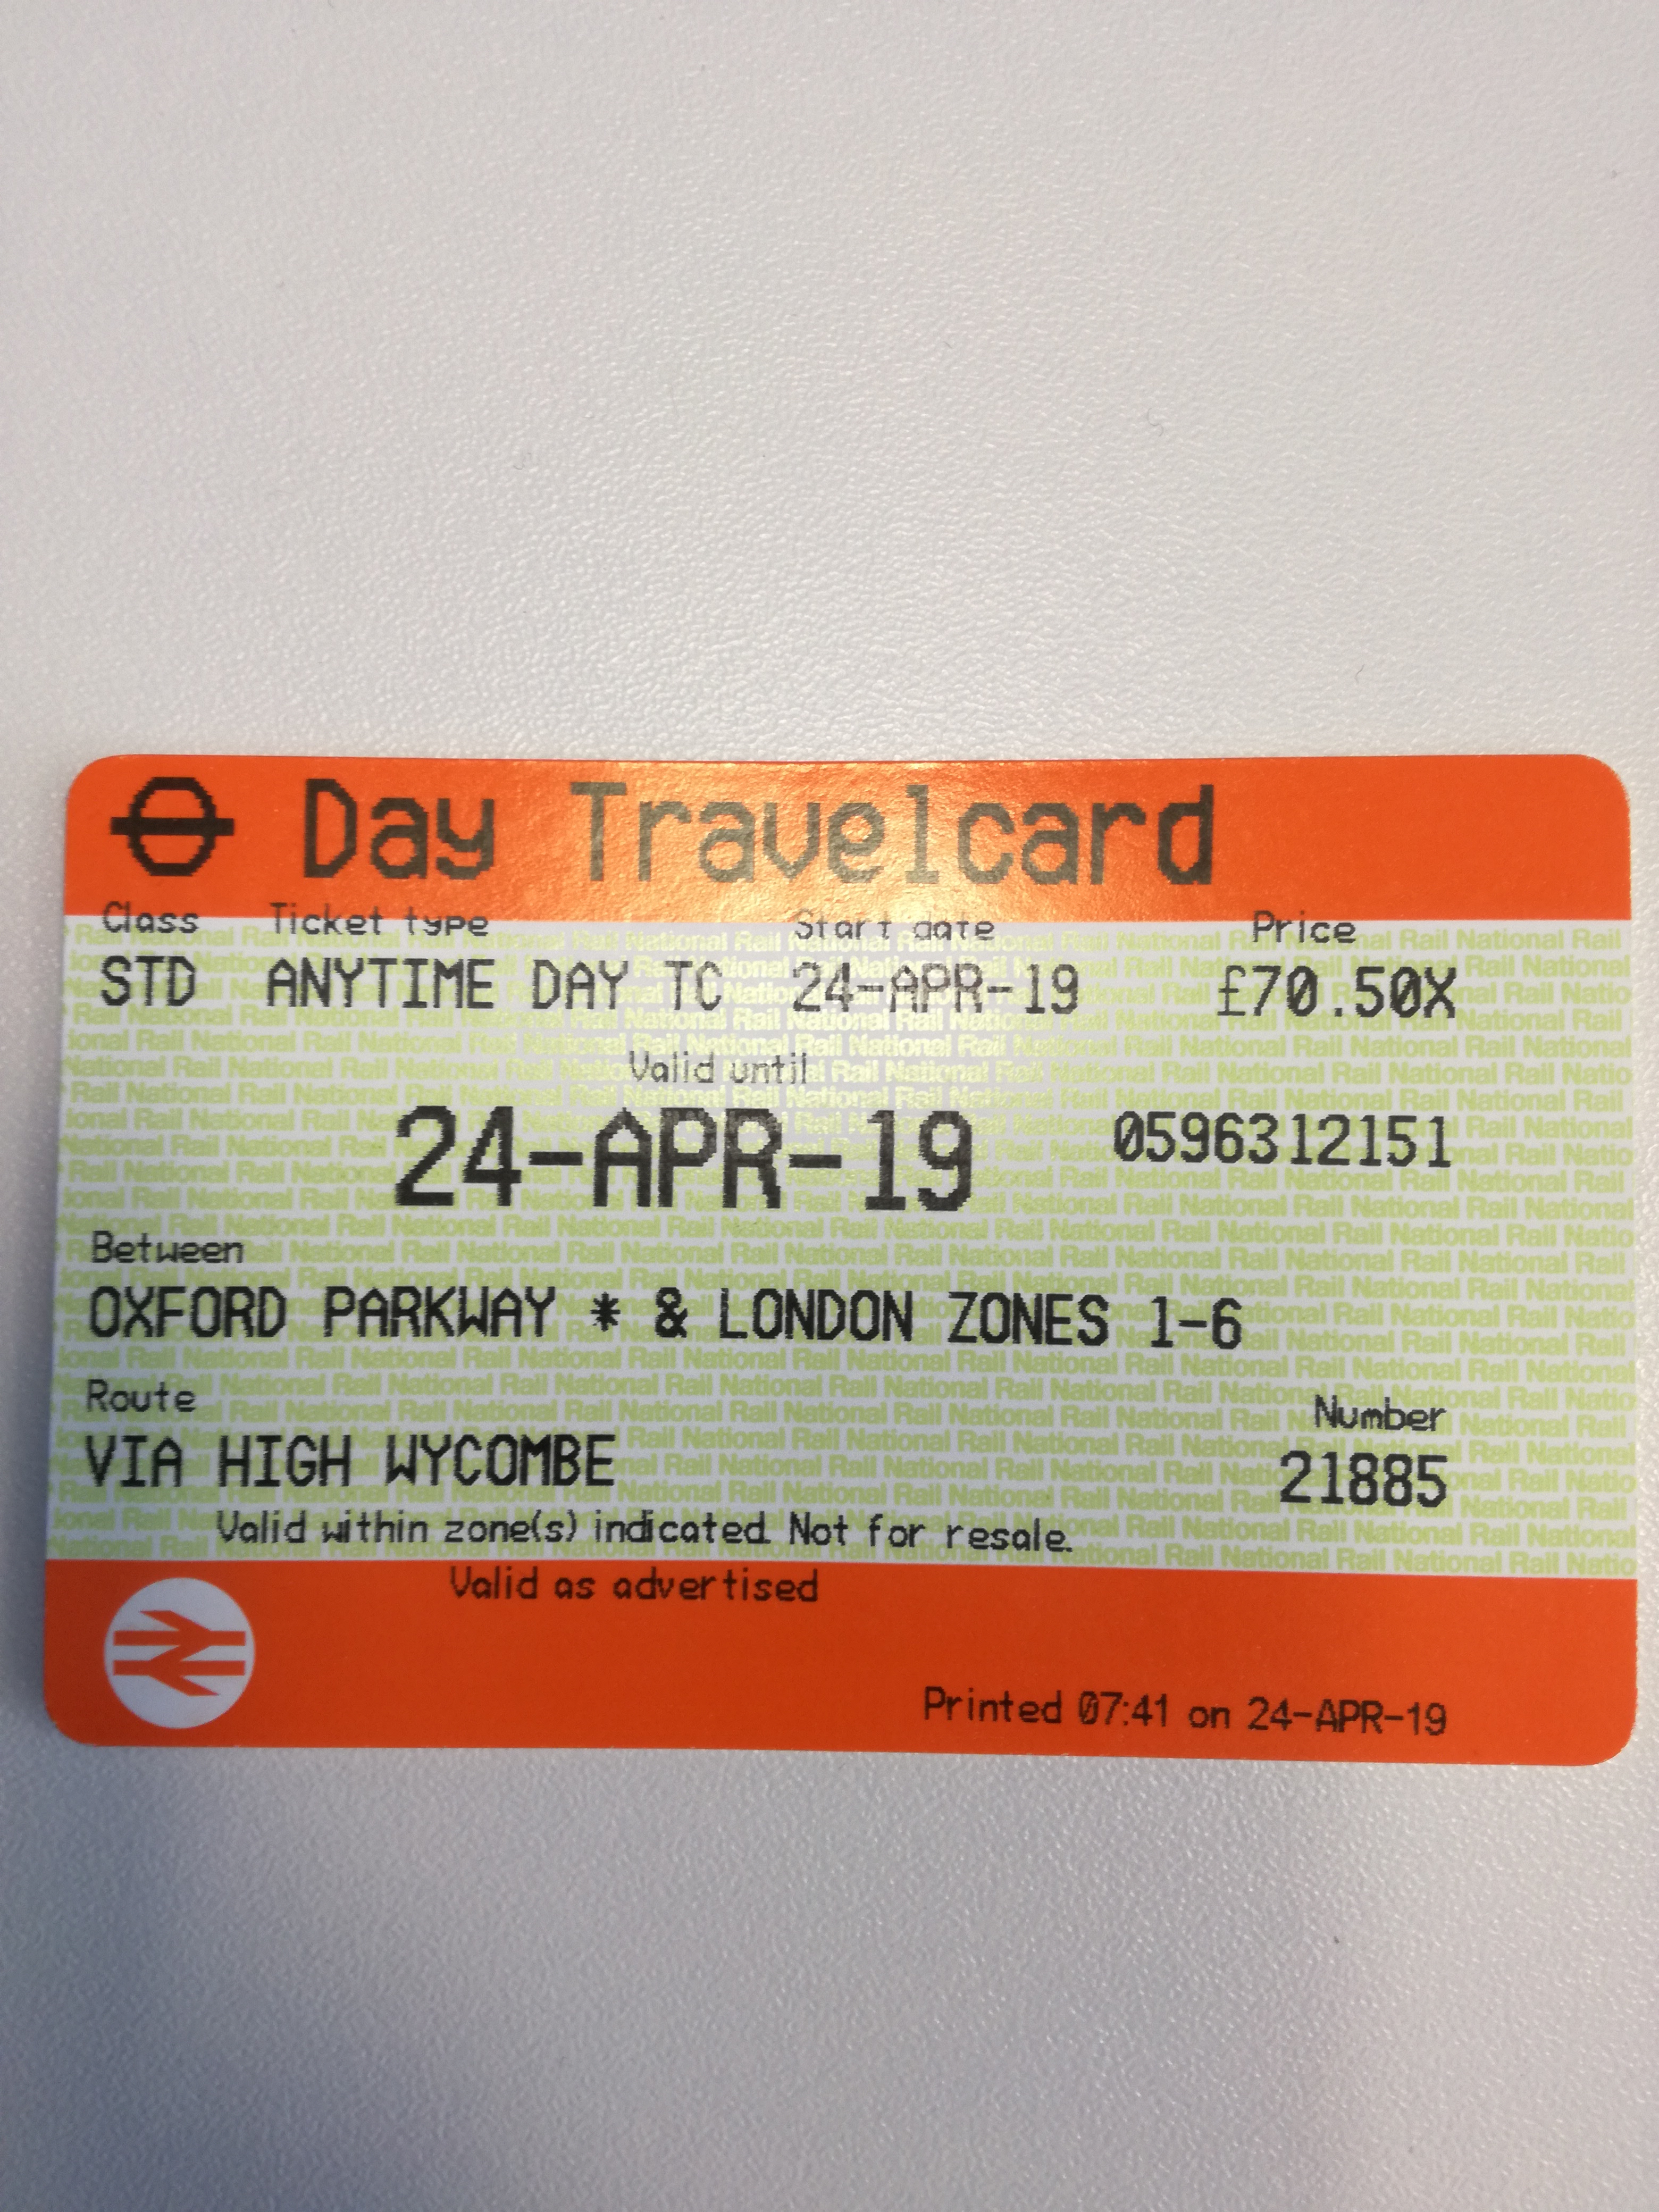 Day Travelcard
Class Ticket type Start date Price
STD ANYTIME DAY TC 24-APR-19 £70.50X
Valid until
24-APR-19 0596312151
Between
OXFORD PARKWAY * & LONDON ZONES 1-6
Route Number
VIA HIGH WYCOMBE 21885
Valid within zone(s) indicated. Not for resale.
Valid as advertised
Printed 07:41 on 24-APR-19